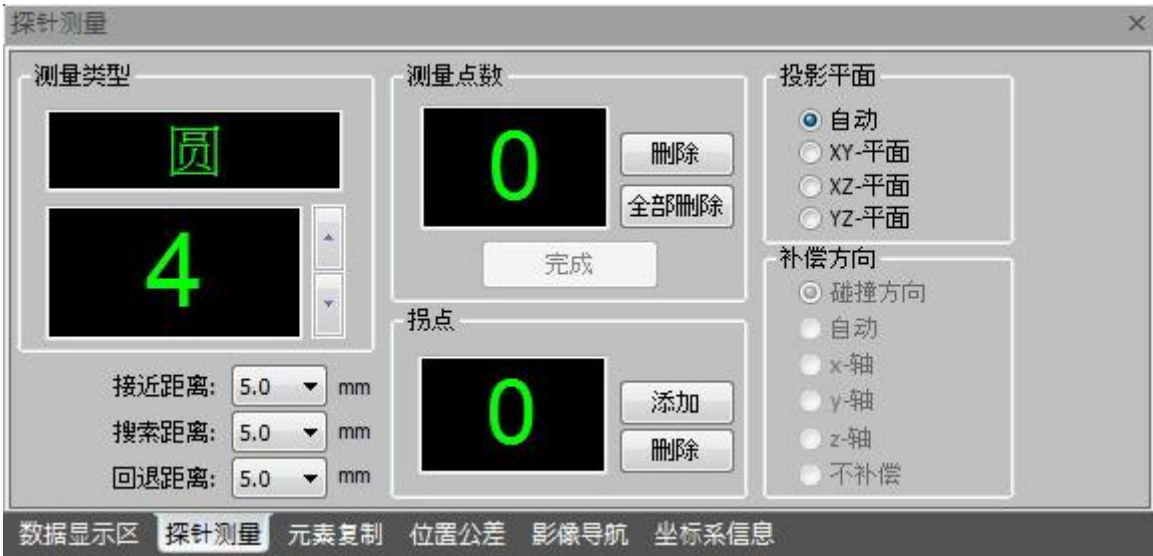 探针测量
测量类型
圆
4
接近距离: 5.0 mm
搜索距离: 5.0 mm
回退距离: 5.0 mm
测量点数
0
删除
全部删除
完成
拐点
0
添加
删除
投影平面
自动
XY-平面
XZ-平面
YZ-平面
补偿方向
碰撞方向
自动
x-轴
y-轴
z-轴
不补偿
数据显示区 探针测量 元素复制 位置公差 影像导航 坐标系信息